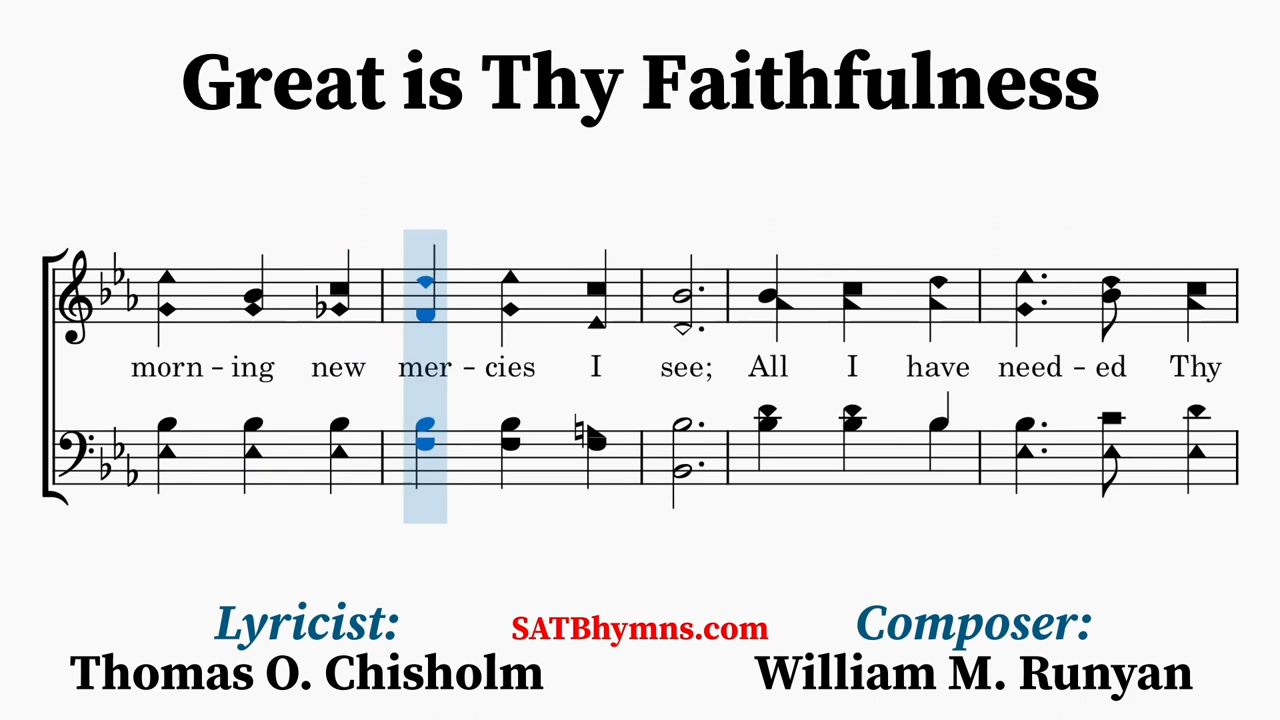 Great is Thy Faithfulness
morn - ing new mer - cies I see; All I have need - ed Thy
Lyricist: SATBhymns.com Composer:
Thomas O. Chisholm William M. Runyan